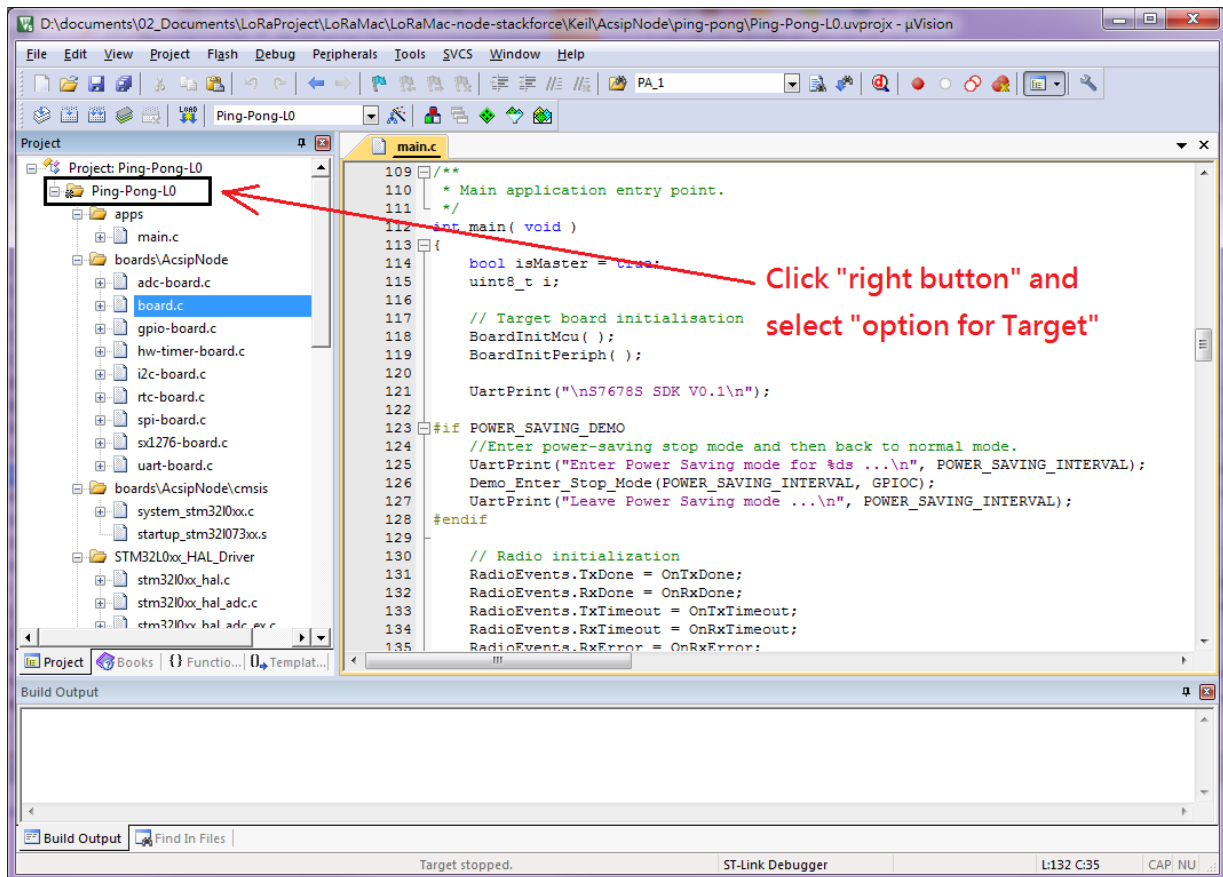 D:\documents\02_Documents\LoRaProject\LoRaMac\LoRaMac-node-stackforce\Keil\AcsipNode\ping-pong\Ping-Pong-L0.uvprojx - µVision
File Edit View Project Flash Debug Peripherals Tools SVCS Window Help
PA_1
LOAD
Ping-Pong-L0
Project
Project: Ping-Pong-L0
Ping-Pong-L0
apps
main.c
boards\AcsipNode
adc-board.c
board.c
gpio-board.c
hw-timer-board.c
i2c-board.c
rtc-board.c
spi-board.c
sx1276-board.c
uart-board.c
boards\AcsipNode\cmsis
system_stm32l0xx.c
startup_stm32l073xx.s
STM32L0xx_HAL_Driver
stm32l0xx_hal.c
stm32l0xx_hal_adc.c
stm32l0xx_hal_adc_ex.c
Project Books {} Functio... Templat...
main.c
109 /**
110 * Main application entry point.
111 */
112 int main( void )
113 {
114 bool isMaster = true;
115 uint8_t i;
116
117 // Target board initialisation
118 BoardInitMcu( );
119 BoardInitPeriph( );
120
121 UartPrint("\nS7678S SDK V0.1\n");
122
123 #if POWER_SAVING_DEMO
124 //Enter power-saving stop mode and then back to normal mode.
125 UartPrint("Enter Power Saving mode for %ds ...\n", POWER_SAVING_INTERVAL);
126 Demo_Enter_Stop_Mode(POWER_SAVING_INTERVAL, GPIOC);
127 UartPrint("Leave Power Saving mode ...\n", POWER_SAVING_INTERVAL);
128 #endif
129
130 // Radio initialization
131 RadioEvents.TxDone = OnTxDone;
132 RadioEvents.RxDone = OnRxDone;
133 RadioEvents.TxTimeout = OnTxTimeout;
134 RadioEvents.RxTimeout = OnRxTimeout;
135 RadioEvents.RxError = OnRxError;
Click "right button" and
select "option for Target"
Build Output
Build Output Find In Files
Target stopped. ST-Link Debugger L:132 C:35 CAP NU